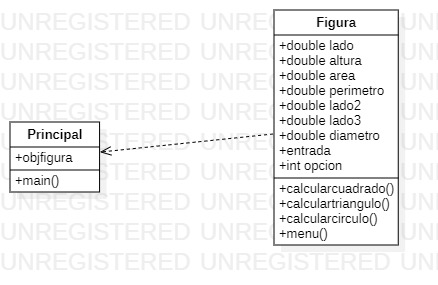 UNREGISTERED UNREGISTERED UNREGISTERED
Principal
+objfigura
+main()
Figura
+double lado
+double altura
+double area
+double perimetro
+double lado2
+double lado3
+double diametro
+entrada
+int opcion
+calcularcuadrado()
+calculartriangulo()
+calcularcirculo()
+menu()